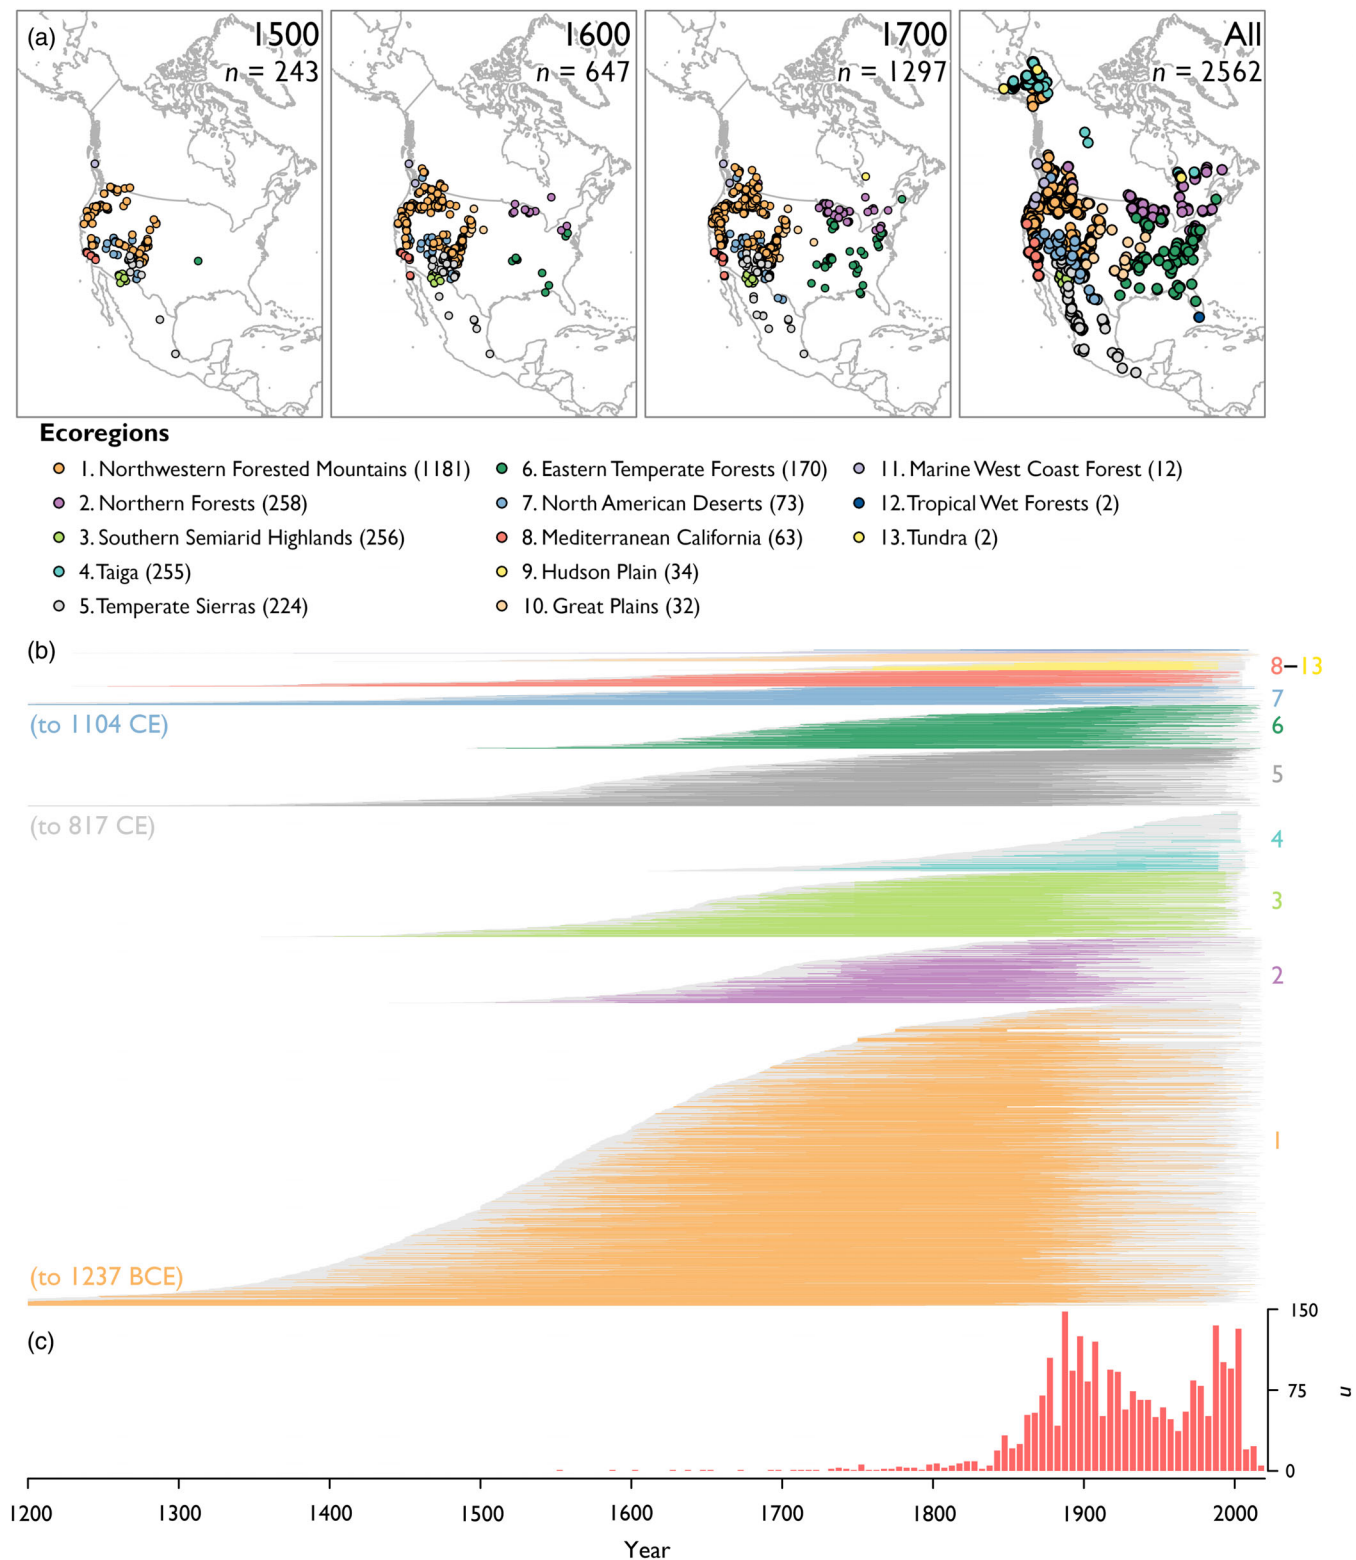 (a)
1500
n = 243
1600
n = 647
1700
n = 1297
All
n = 2562
Ecoregions
1. Northwestern Forested Mountains (1181)
2. Northern Forests (258)
3. Southern Semiarid Highlands (256)
4. Taiga (255)
5. Temperate Sierras (224)
6. Eastern Temperate Forests (170)
7. North American Deserts (73)
8. Mediterranean California (63)
9. Hudson Plain (34)
10. Great Plains (32)
11. Marine West Coast Forest (12)
12. Tropical Wet Forests (2)
13. Tundra (2)
(b)
8–13
7
(to 1104 CE)
6
5
(to 817 CE)
4
3
2
1
(to 1237 BCE)
(c)
150
75
0
n
1200 1300 1400 1500 1600 1700 1800 1900 2000
Year